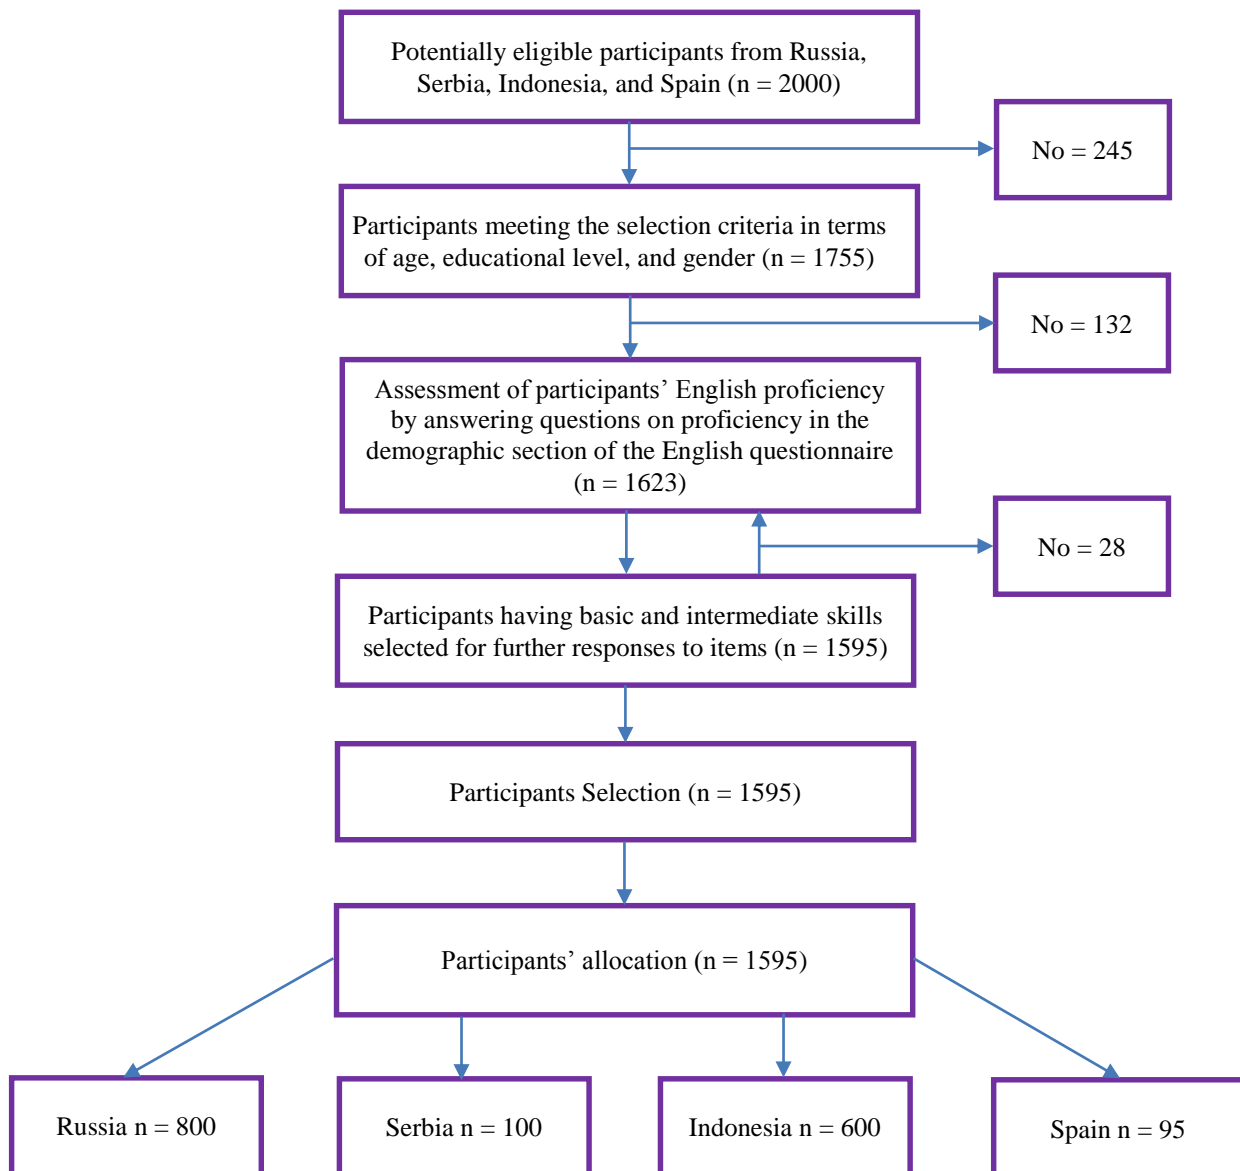 Potentially eligible participants from Russia,
Serbia, Indonesia, and Spain (n = 2000)
No = 245
Participants meeting the selection criteria in terms
of age, educational level, and gender (n = 1755)
No = 132
Assessment of participants’ English proficiency
by answering questions on proficiency in the
demographic section of the English questionnaire
(n = 1623)
No = 28
Participants having basic and intermediate skills
selected for further responses to items (n = 1595)
Participants Selection (n = 1595)
Participants’ allocation (n = 1595)
Russia n = 800
Serbia n = 100
Indonesia n = 600
Spain n = 95